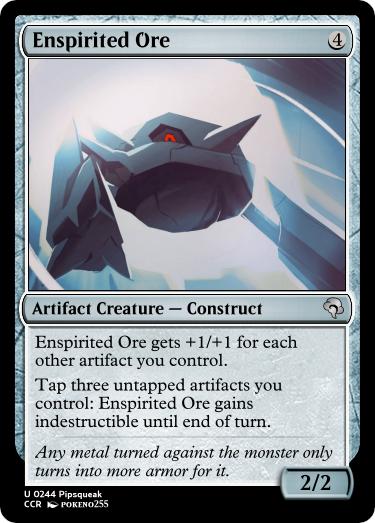 Enspirited Ore 4
Artifact Creature — Construct
Enspirited Ore gets +1/+1 for each
other artifact you control.
Tap three untapped artifacts you
control: Enspirited Ore gains
indestructible until end of turn.
Any metal turned against the monster only
turns into more armor for it.
2/2
U 0244 Pipsqueak
CCR POKENO255